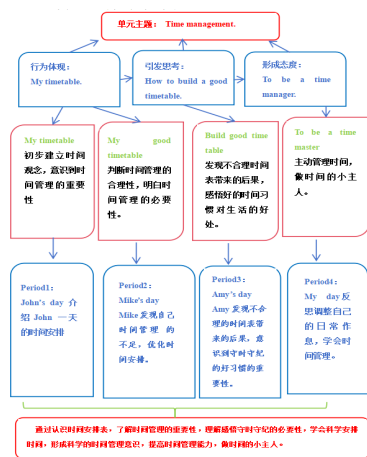 单元主题: Time management.
行为体现:
My timetable.
引发思考:
How to build a good
timetable.
形成态度:
To be a time
manager.
My timetable
初步建立时间
观念，意识到时
间管理的重要
性
My good
timetable
判断时间管理的
合理性，明白时
间管理的必要
性。
Build good time
table
发现不合理时间
表带来的后果，
感悟好的时间习
惯对生活的好
处。
To be a time
master
主动管理时间，
做时间的小主
人。
Period1:
John's day 介
绍 John 一天
的时间安排
Period2:
Mike's day
Mike 发现自己
时间管理的
不足，优化时
间安排。
Period3:
Amy's day
Amy 发现不合
理的时间表带
来的后果，意
识到守时守纪
的好习惯的重
要性。
Period4:
My day 反
思调整自己
的日常作
息，学会时
间管理。
通过认识时间安排表，了解时间管理的重要性，理解感悟守时守纪的必要性，学会科学安排
时间，形成科学的时间管理意识，提高时间管理能力，做时间的小主人。